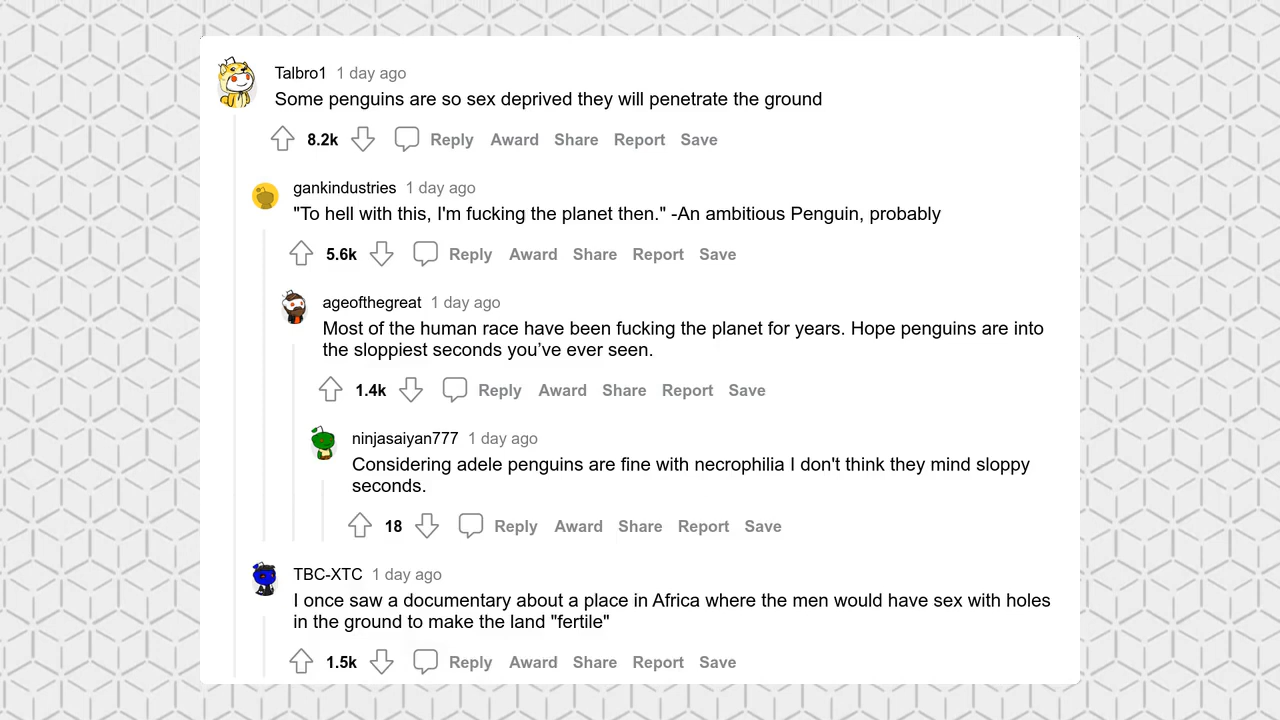 Talbro1 1 day ago
Some penguins are so sex deprived they will penetrate the ground
8.2k Reply Award Share Report Save
gankindustries 1 day ago
"To hell with this, I'm fucking the planet then." -An ambitious Penguin, probably
5.6k Reply Award Share Report Save
ageofthegreat 1 day ago
Most of the human race have been fucking the planet for years. Hope penguins are into
the sloppiest seconds you’ve ever seen.
1.4k Reply Award Share Report Save
ninjasaiyan777 1 day ago
Considering adele penguins are fine with necrophilia I don't think they mind sloppy
seconds.
18 Reply Award Share Report Save
TBC-XTC 1 day ago
I once saw a documentary about a place in Africa where the men would have sex with holes
in the ground to make the land "fertile"
1.5k Reply Award Share Report Save